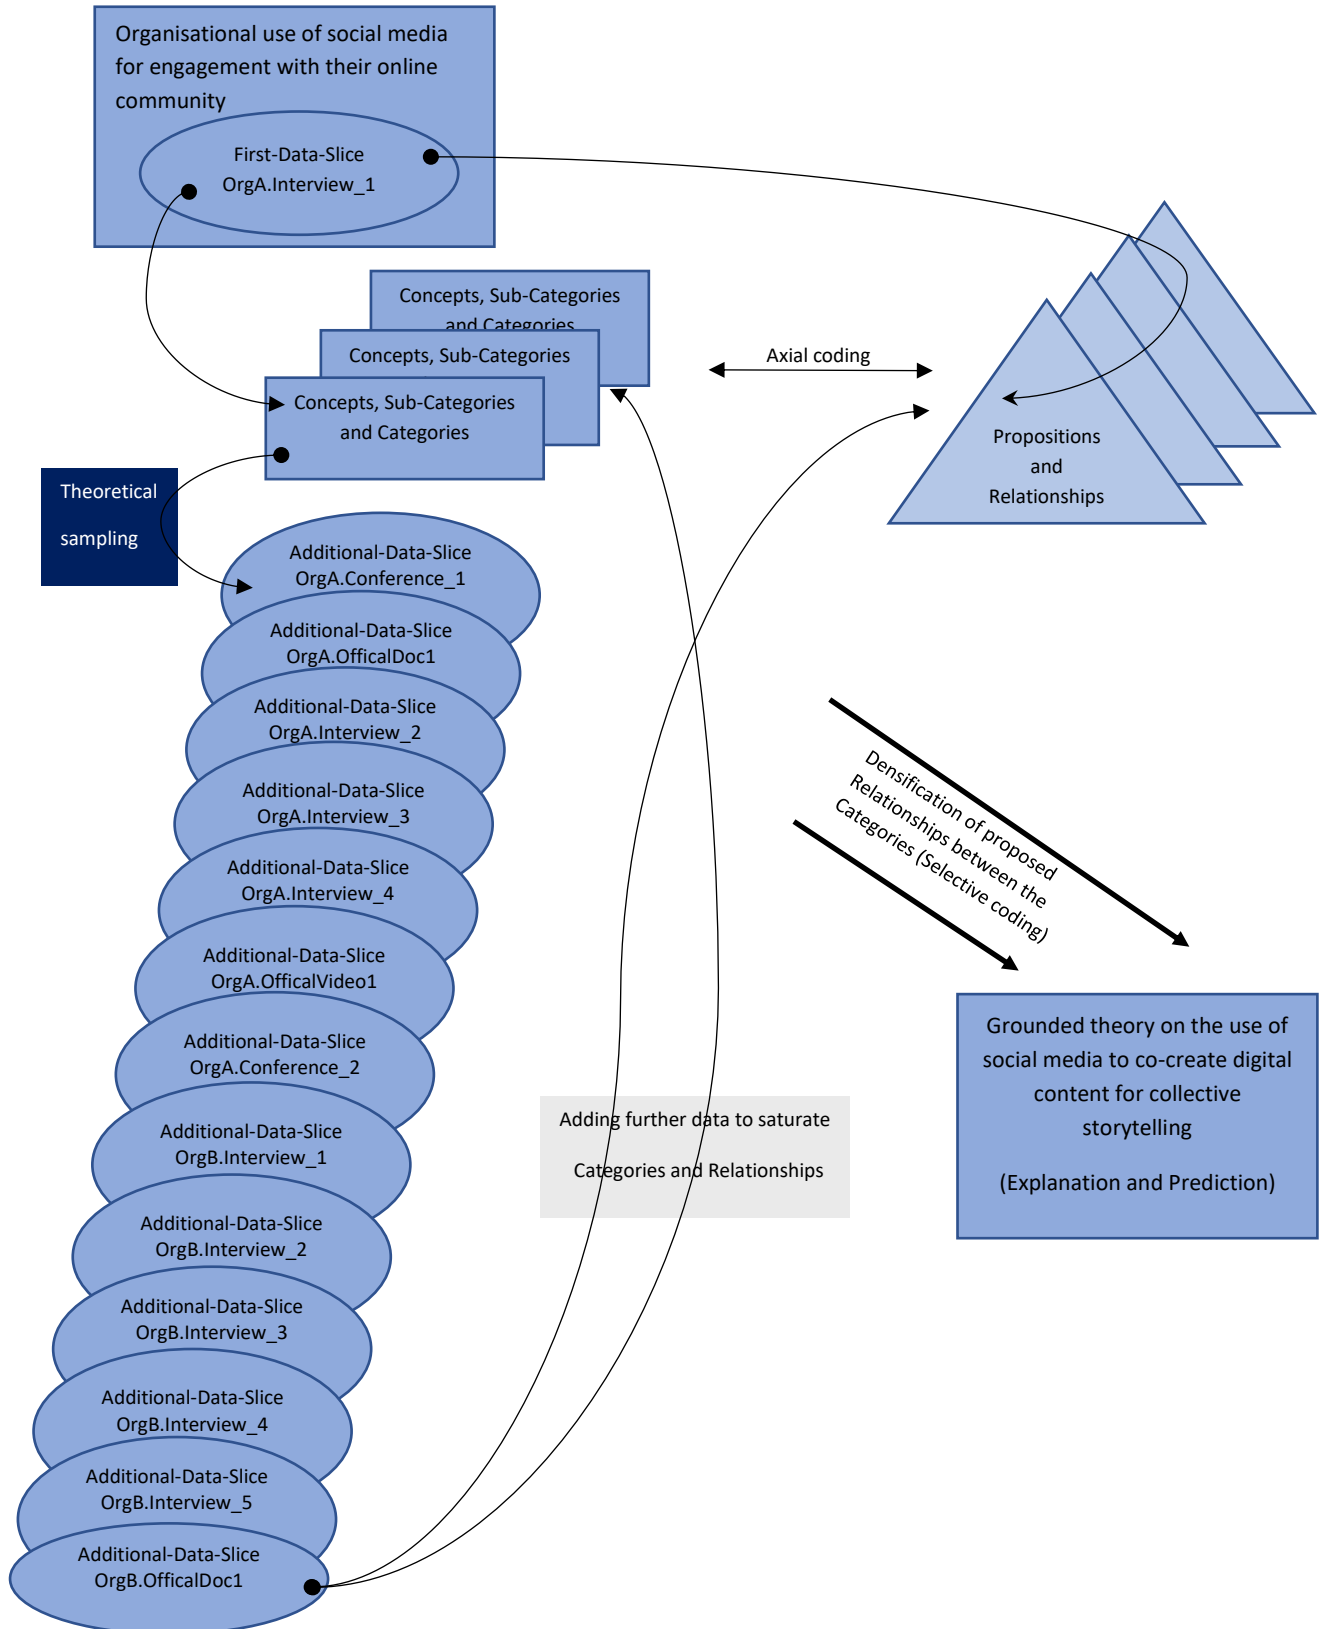 Organisational use of social media
for engagement with their online
community
First-Data-Slice
OrgA.Interview_1
Concepts, Sub-Categories
and Categories
Concepts, Sub-Categories
Concepts, Sub-Categories
and Categories
Axial coding
Propositions
and
Relationships
Theoretical
sampling
Additional-Data-Slice
OrgA.Conference_1
Additional-Data-Slice
OrgA.OfficalDoc1
Additional-Data-Slice
OrgA.Interview_2
Additional-Data-Slice
OrgA.Interview_3
Additional-Data-Slice
OrgA.Interview_4
Additional-Data-Slice
OrgA.OfficalVideo1
Additional-Data-Slice
OrgA.Conference_2
Additional-Data-Slice
OrgB.Interview_1
Additional-Data-Slice
OrgB.Interview_2
Additional-Data-Slice
OrgB.Interview_3
Additional-Data-Slice
OrgB.Interview_4
Additional-Data-Slice
OrgB.Interview_5
Additional-Data-Slice
OrgB.OfficalDoc1
Densification of proposed
Relationships between the
Categories (Selective coding)
Adding further data to saturate
Categories and Relationships
Grounded theory on the use of
social media to co-create digital
content for collective
storytelling
(Explanation and Prediction)